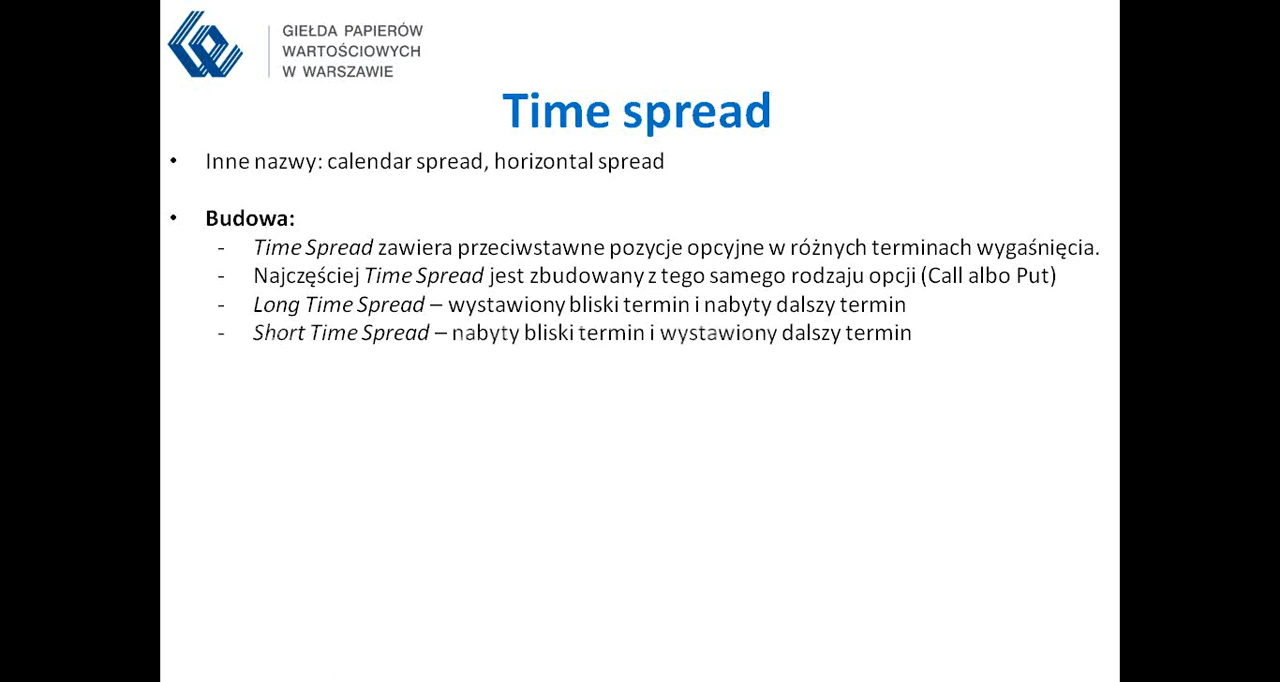 GIEŁDA PAPIERÓW
WARTOŚCIOWYCH
W WARSZAWIE
Time spread
• Inne nazwy: calendar spread, horizontal spread
• Budowa:
- Time Spread zawiera przeciwstawne pozycje opcyjne w różnych terminach wygaśnięcia.
- Najczęściej Time Spread jest zbudowany z tego samego rodzaju opcji (Call albo Put)
- Long Time Spread – wystawiony bliski termin i nabyty dalszy termin
- Short Time Spread – nabyty bliski termin i wystawiony dalszy termin